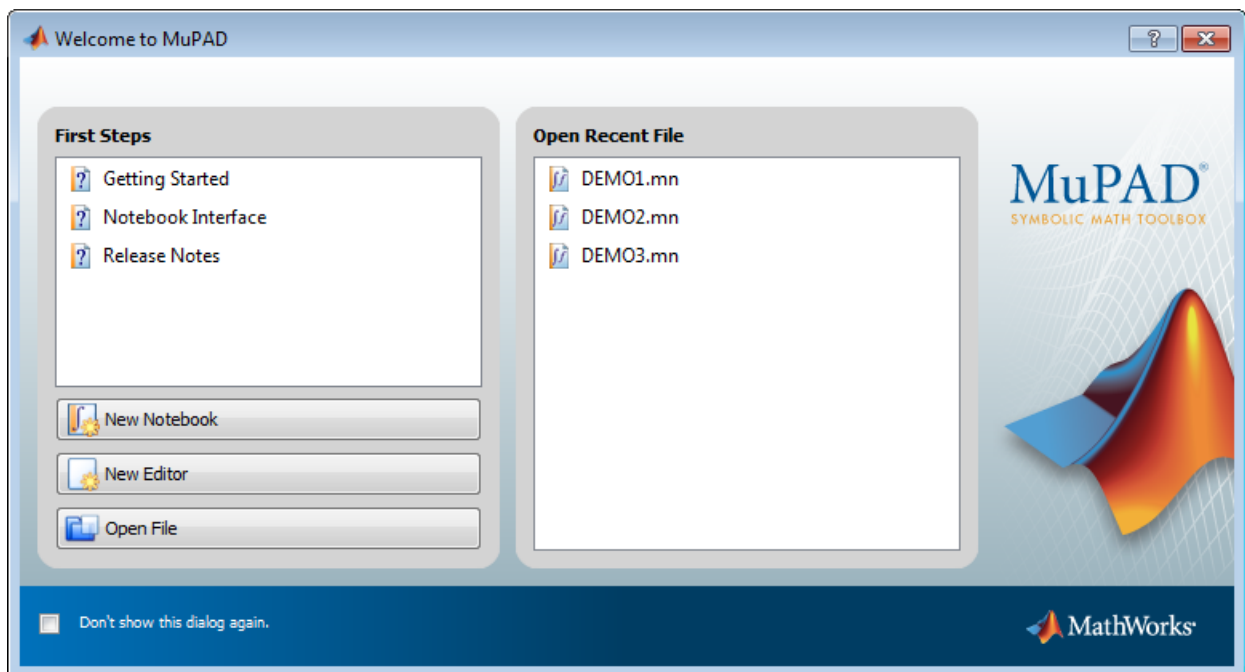 Welcome to MuPAD
First Steps
Getting Started
Notebook Interface
Release Notes
New Notebook
New Editor
Open File
Open Recent File
DEMO1.mn
DEMO2.mn
DEMO3.mn
MuPAD®
SYMBOLIC MATH TOOLBOX
Don't show this dialog again.
MathWorks®